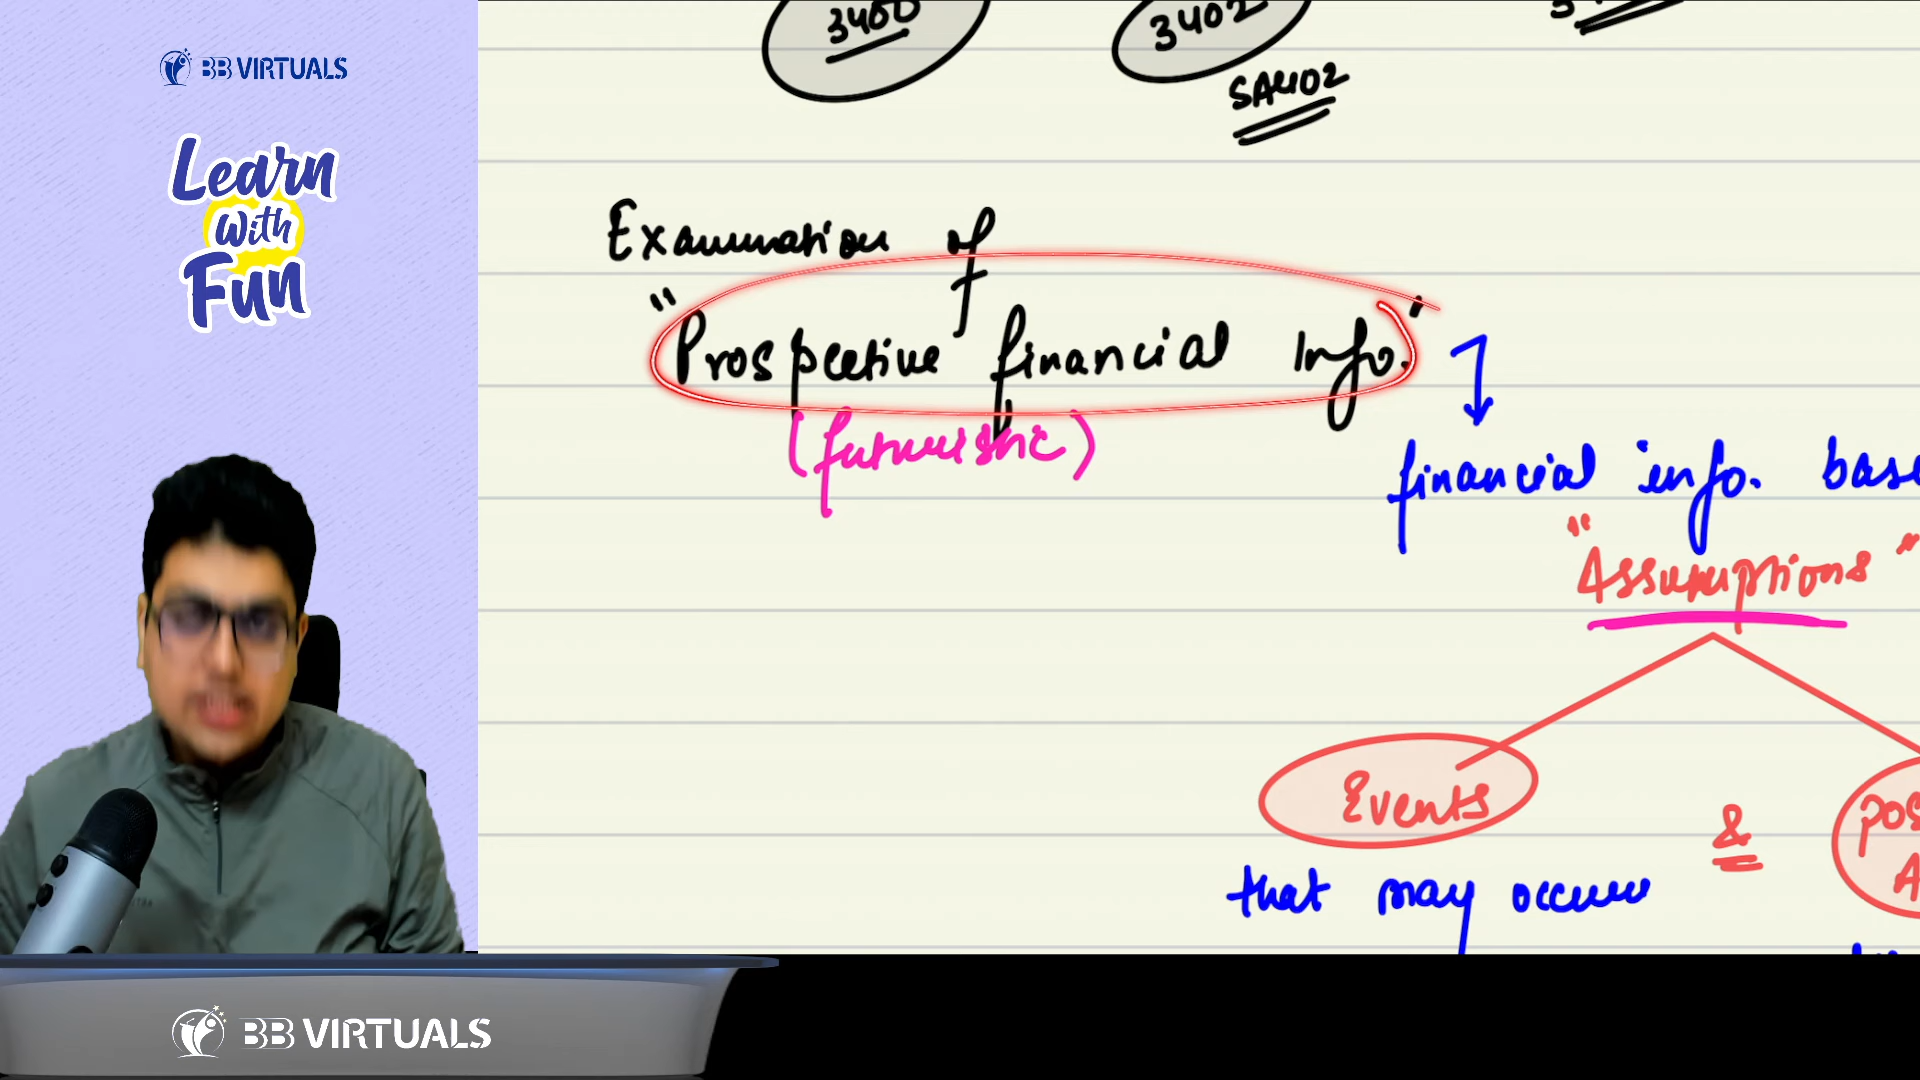 BB VIRTUALS
Learn
With
Fun
3400
3402
SA402
Examination of
"Prospective financial Info."
(futuristic)
financial info. base
"Assumptions"
Events
&
pos
A
that may occur
BB VIRTUALS